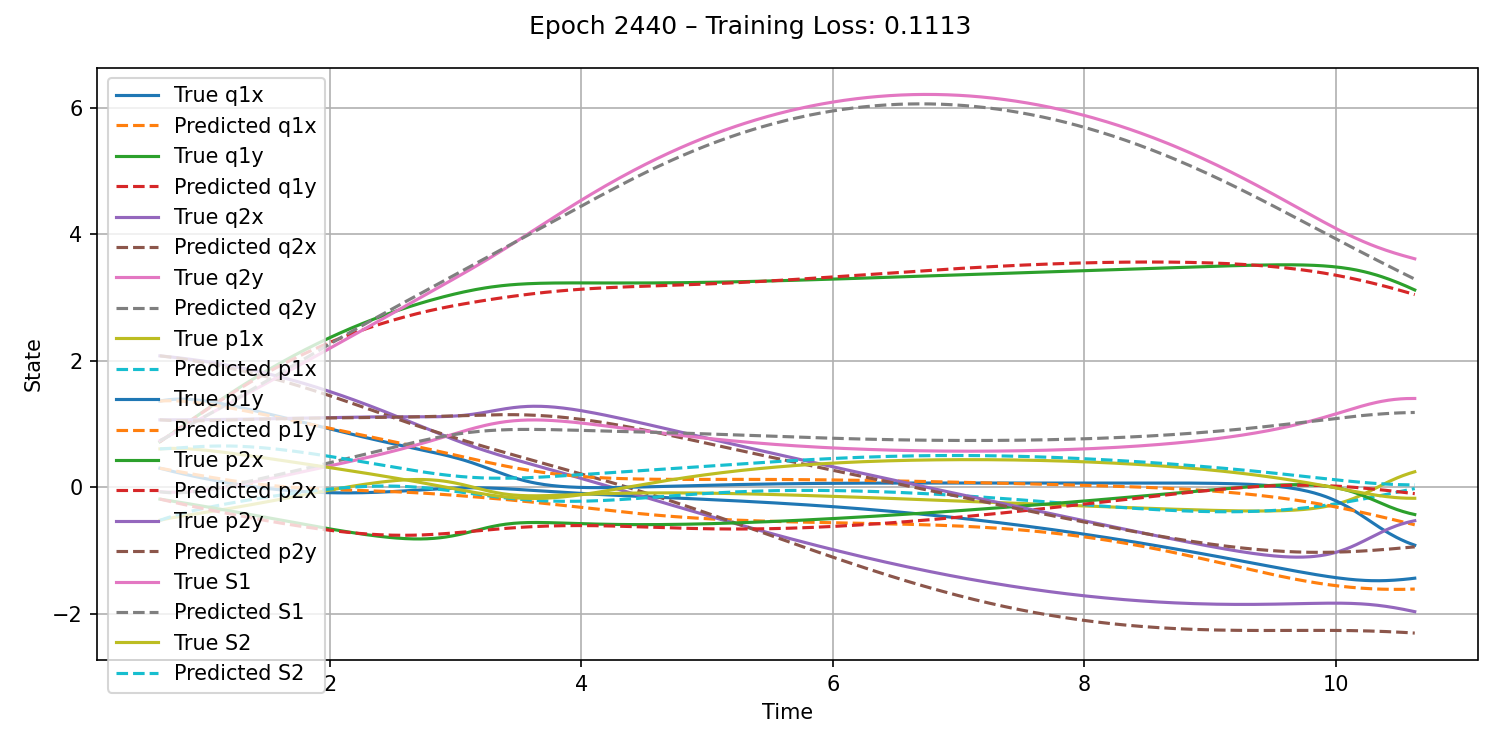 Epoch 2440 – Training Loss: 0.1113
State
6
4
2
0
−2
True q1x
Predicted q1x
True q1y
Predicted q1y
True q2x
Predicted q2x
True q2y
Predicted q2y
True p1x
Predicted p1x
True p1y
Predicted p1y
True p2x
Predicted p2x
True p2y
Predicted p2y
True S1
Predicted S1
True S2
Predicted S2
2
4
6
8
10
Time